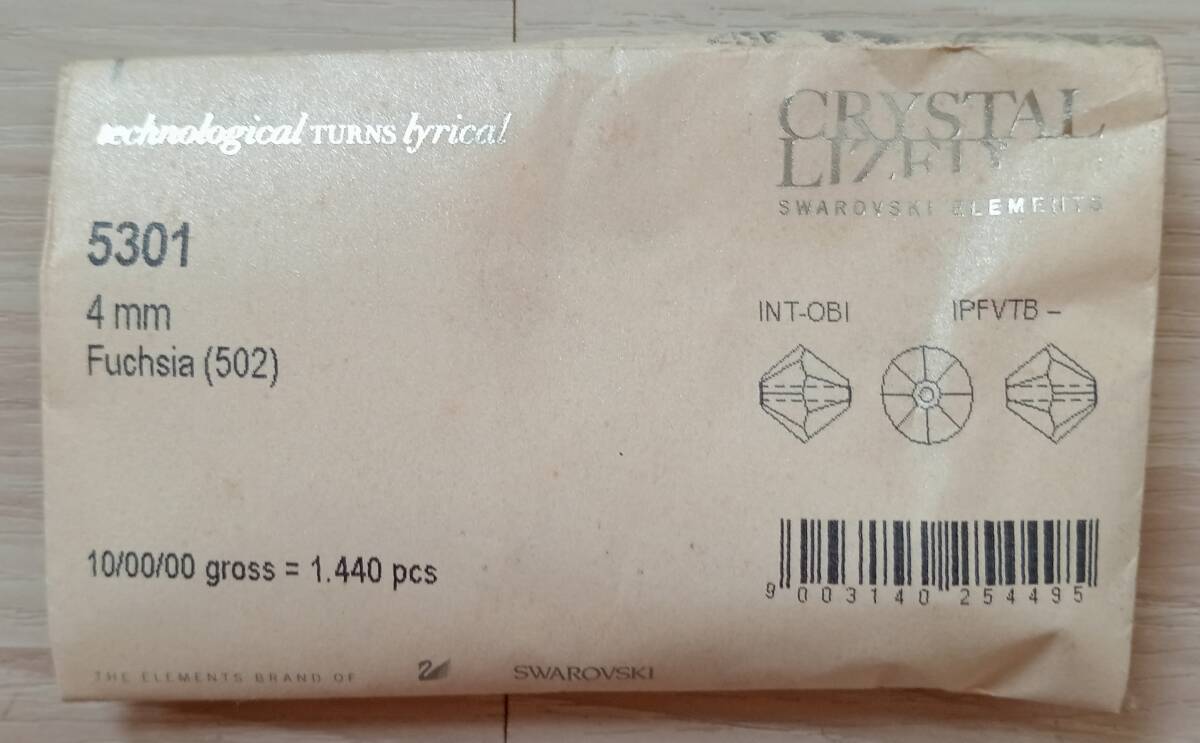 technological TURNS lyrical
CRYSTAL
LIZED™
SWAROVSKI ELEMENTS
5301
4 mm
Fuchsia (502)
INT-OBI IPFVTB –
10/00/00 gross = 1.440 pcs
9 003140 254495
THE ELEMENTS BRAND OF SWAROVSKI